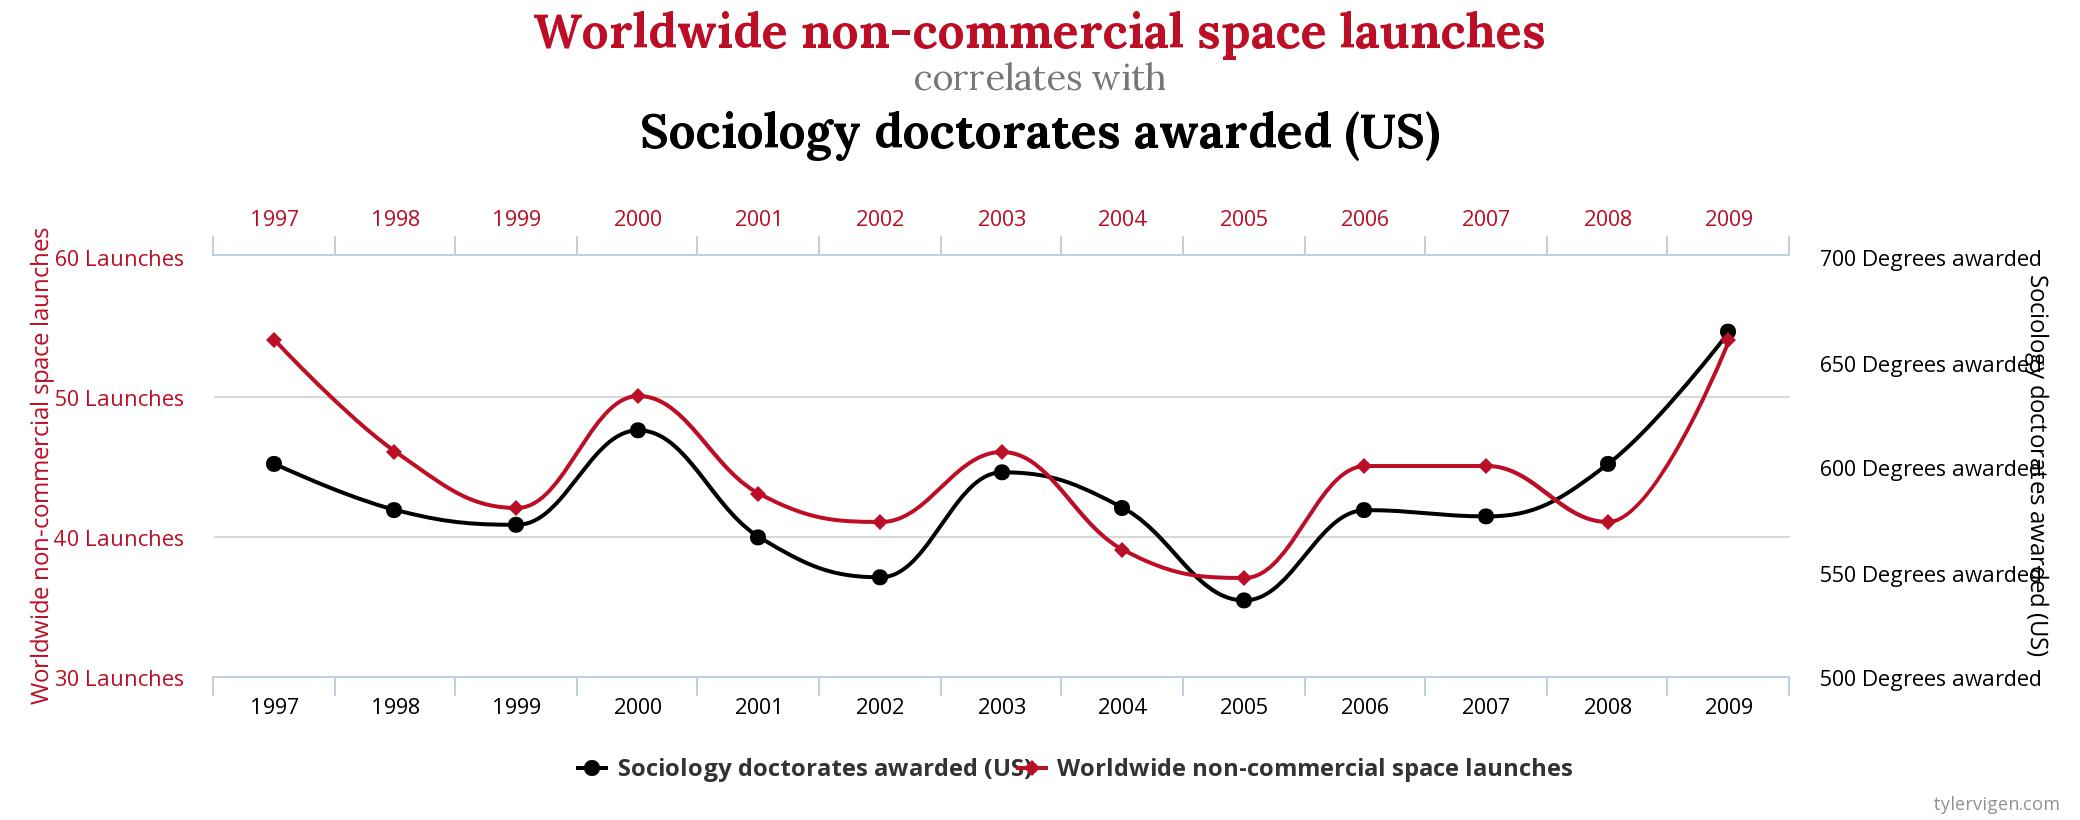 Worldwide non-commercial space launches
correlates with
Sociology doctorates awarded (US)
1997 1998 1999 2000 2001 2002 2003 2004 2005 2006 2007 2008 2009
Worldwide non-commercial space launches
60 Launches
50 Launches
40 Launches
30 Launches
700 Degrees awarded
650 Degrees awarded
600 Degrees awarded
550 Degrees awarded
500 Degrees awarded
Sociology doctorates awarded (US)
1997 1998 1999 2000 2001 2002 2003 2004 2005 2006 2007 2008 2009
Sociology doctorates awarded (US) Worldwide non-commercial space launches
tylervigen.com